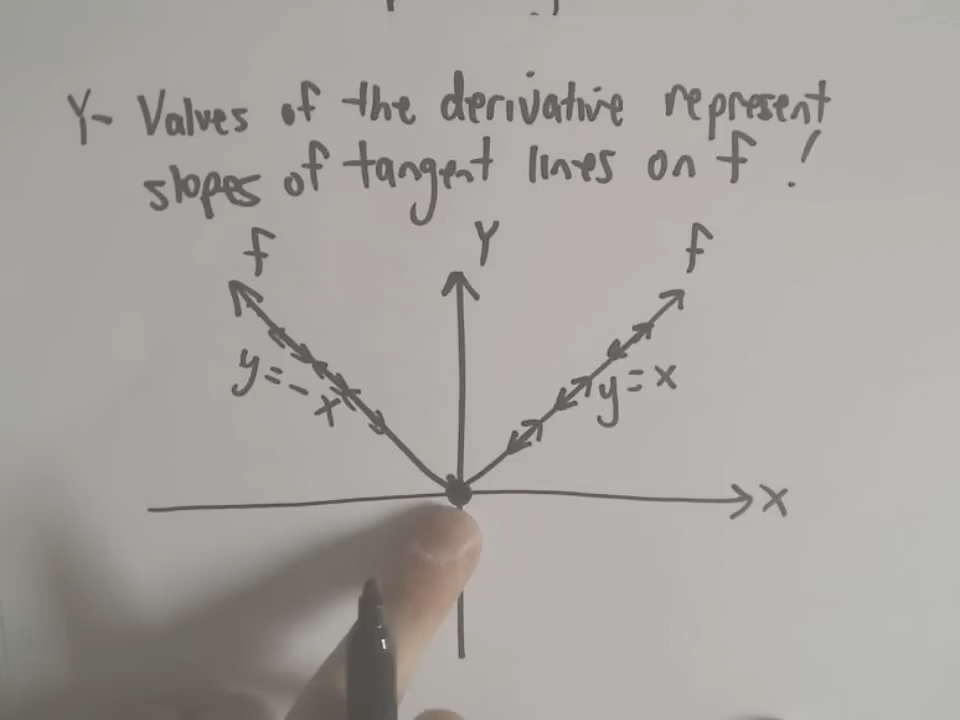 Y- Values of the derivative represent
slopes of tangent lines on f !
f
Y
f
y = - x
y = x
X